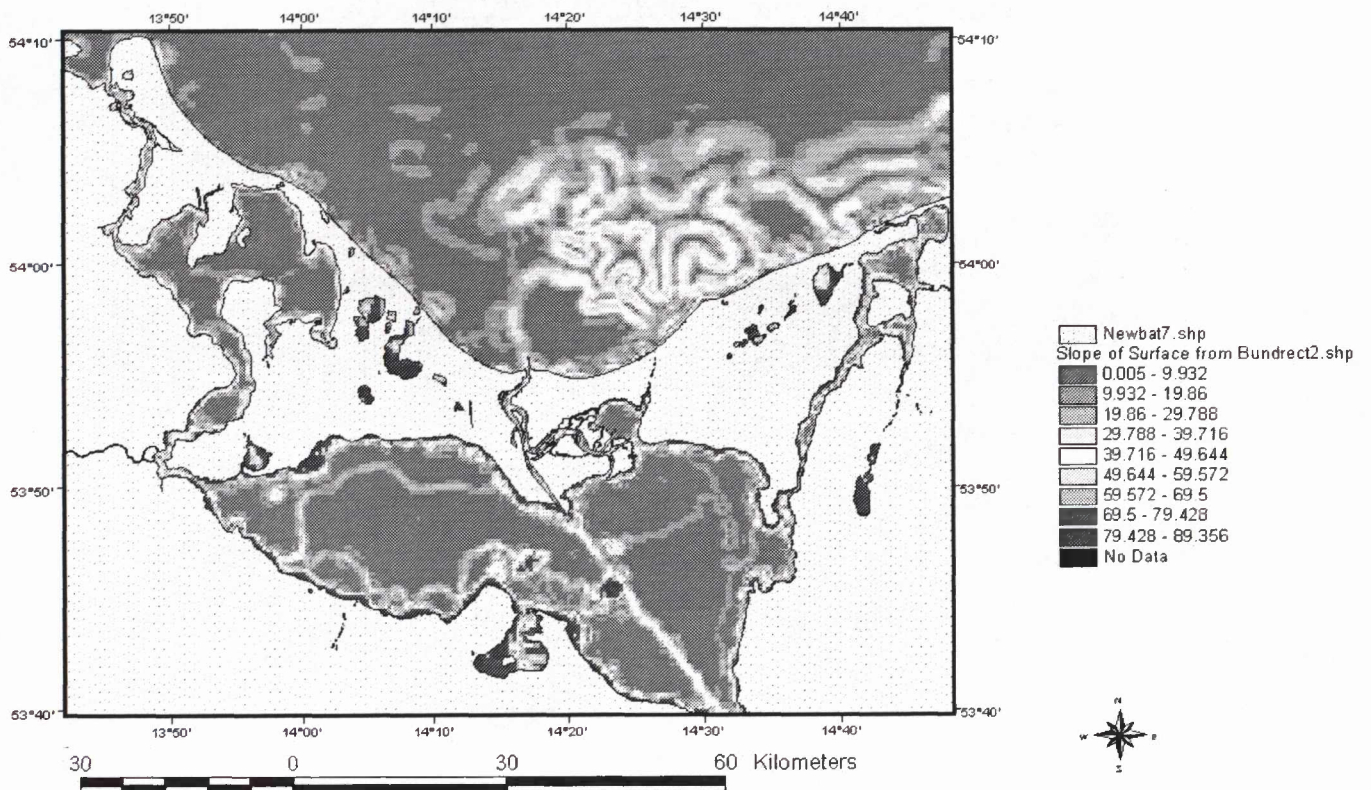 13°50' 14°00' 14°10' 14°20' 14°30' 14°40'
54°10' 54°10'
54°00' 54°00'
53°50' 53°50'
53°40' 53°40'
13°50' 14°00' 14°10' 14°20' 14°30' 14°40'
30 0 30 60 Kilometers
Newbat7.shp
Slope of Surface from Bundrect2.shp
0.005 - 9.932
9.932 - 19.86
19.86 - 29.788
29.788 - 39.716
39.716 - 49.644
49.644 - 59.572
59.572 - 69.5
69.5 - 79.428
79.428 - 89.356
No Data
N
W E
S